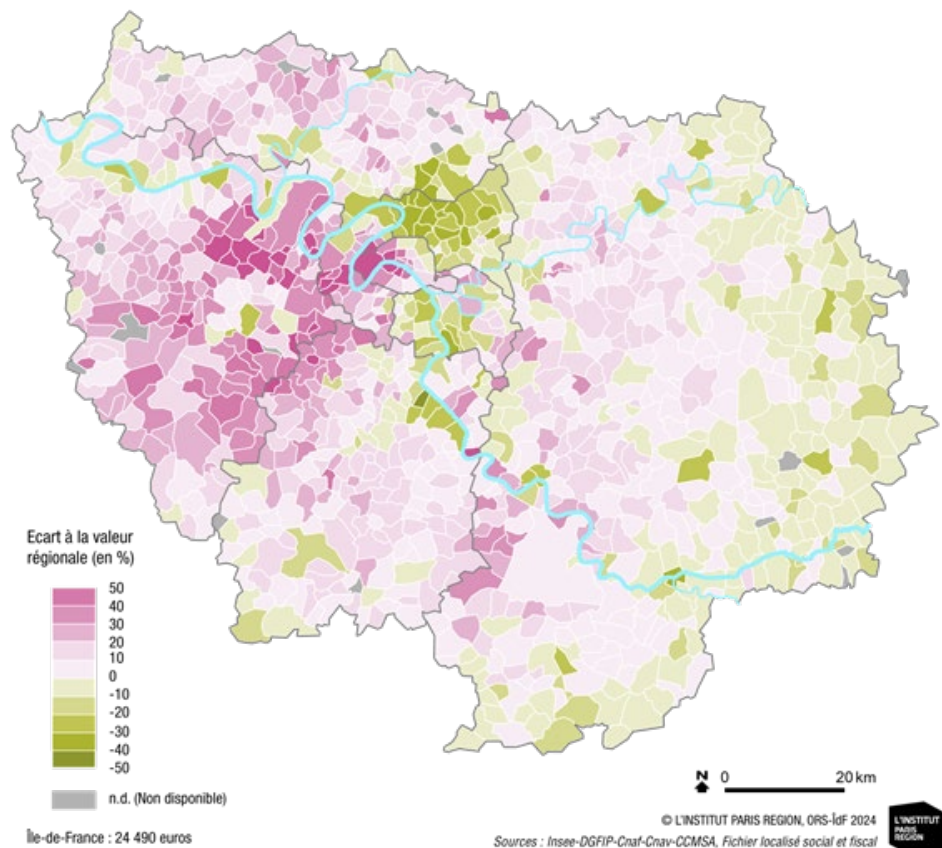 Ecart à la valeur
régionale (en %)
50
40
30
20
10
0
-10
-20
-30
-40
-50
n.d. (Non disponible)
Île-de-France : 24 490 euros
N 0 20 km
© L'INSTITUT PARIS REGION, ORS-ÎdF 2024
Sources : Insee-DGFIP-Cnaf-Cnav-CCMSA, Fichier localisé social et fiscal
L'INSTITUT
PARIS
REGION